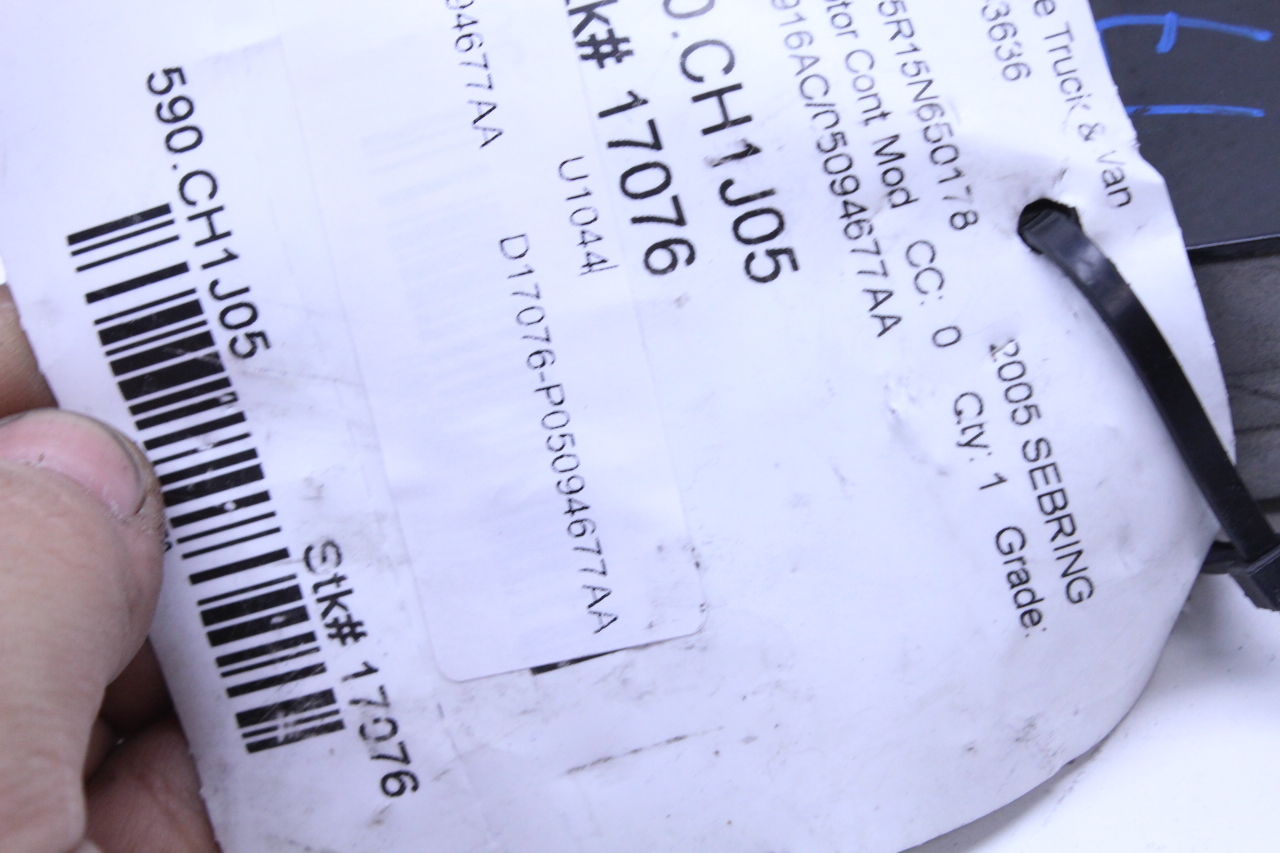 e Truck & Van
3636
2005 SEBRING
5R15N650178
Qty: 1 Grade:
tor Cont Mod CC: 0
916AC/05094677AA
0.CH1J05
k# 17076
94677AA
U1044
D17076-P05094677AA
590.CH1J05
Stk# 17076